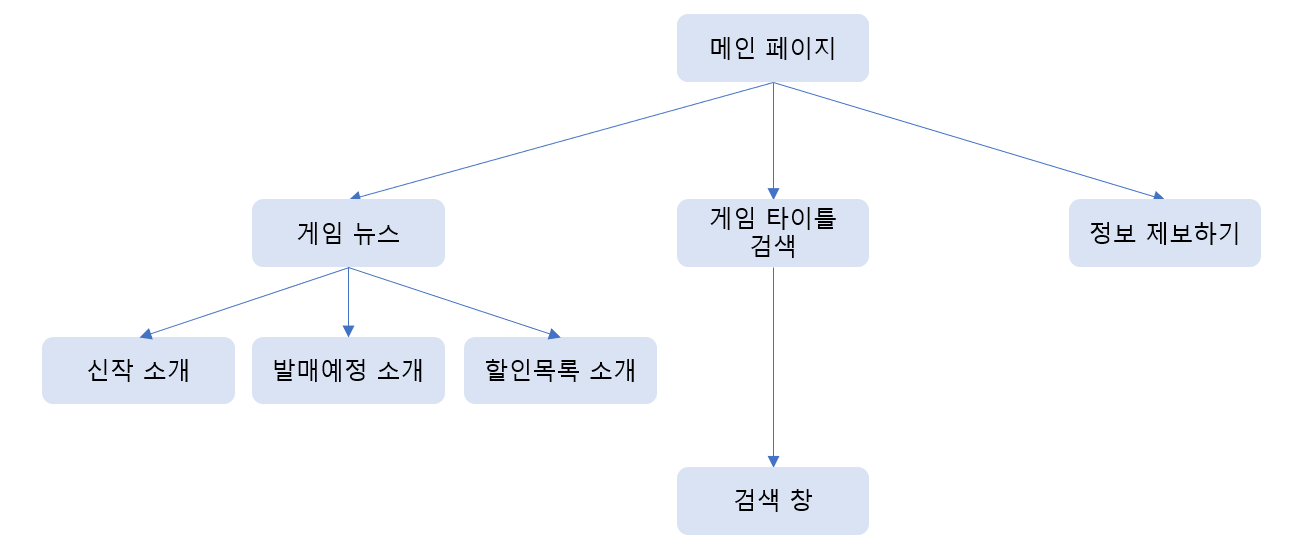 메인 페이지
게임 뉴스
게임 타이틀
검색
정보 제보하기
신작 소개
발매예정 소개
할인목록 소개
검색 창